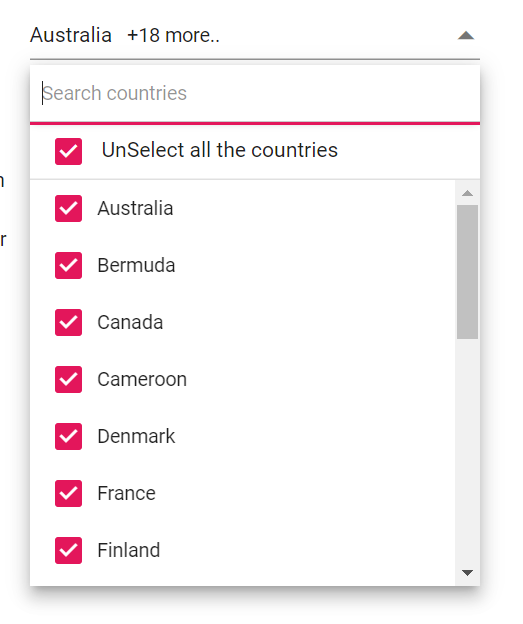 Australia +18 more..
Search countries
UnSelect all the countries
Australia
Bermuda
Canada
Cameroon
Denmark
France
Finland